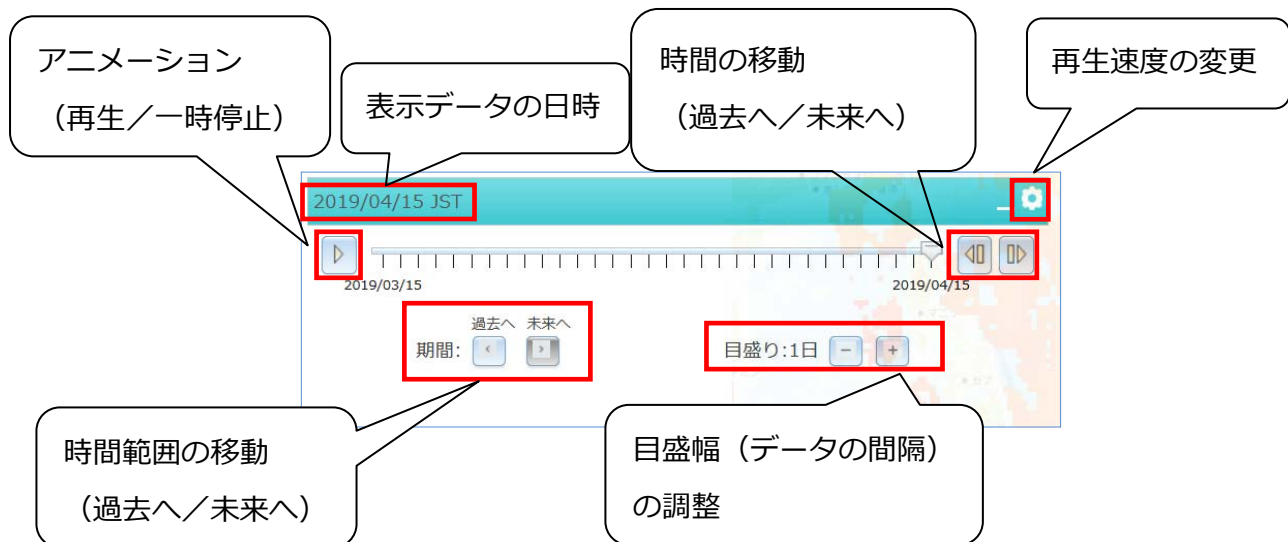 アニメーション
（再生／一時停止）
表示データの日時
時間の移動
（過去へ／未来へ）
再生速度の変更
2019/04/15 JST
2019/03/15
2019/04/15
過去へ 未来へ
期間:
目盛り:1日
時間範囲の移動
（過去へ／未来へ）
目盛幅（データの間隔）
の調整